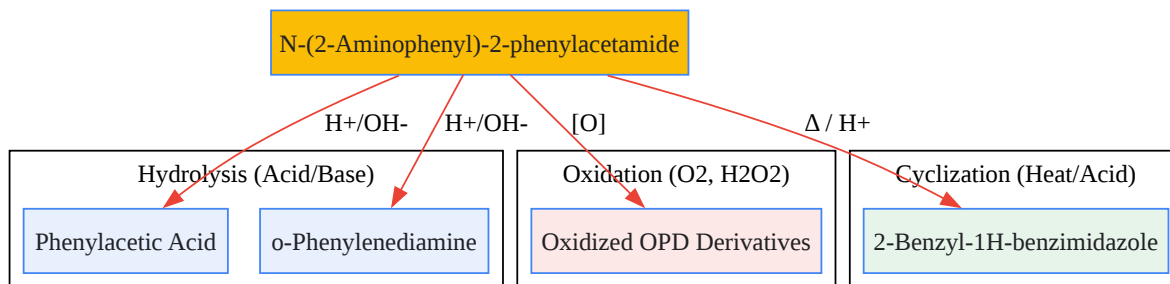 N-(2-Aminophenyl)-2-phenylacetamide
H+/OH-
H+/OH-
[O]
Δ / H+
Hydrolysis (Acid/Base)
Oxidation (O2, H2O2)
Cyclization (Heat/Acid)
Phenylacetic Acid
o-Phenylenediamine
Oxidized OPD Derivatives
2-Benzyl-1H-benzimidazole